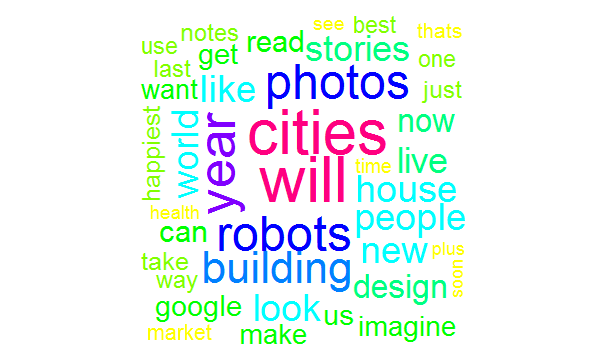 see best thats
notes
use get read stories one
last
want like photos just
happiest world year cities now
will time live
health house
can robots people
new plus
take building soon
way design
google look us
market make imagine